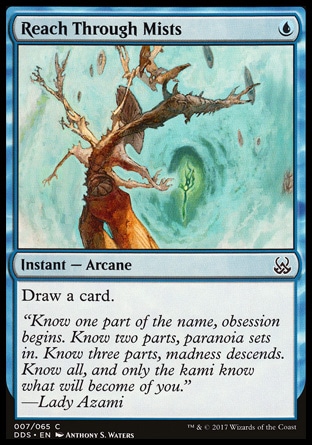 Reach Through Mists
Instant — Arcane
Draw a card.
“Know one part of the name, obsession
begins. Know two parts, paranoia sets
in. Know three parts, madness descends.
Know all, and only the kami know
what will become of you.”
—Lady Azami
007/065 C
DDS • EN Anthony S. Waters
™ & © 2017 Wizards of the Coast